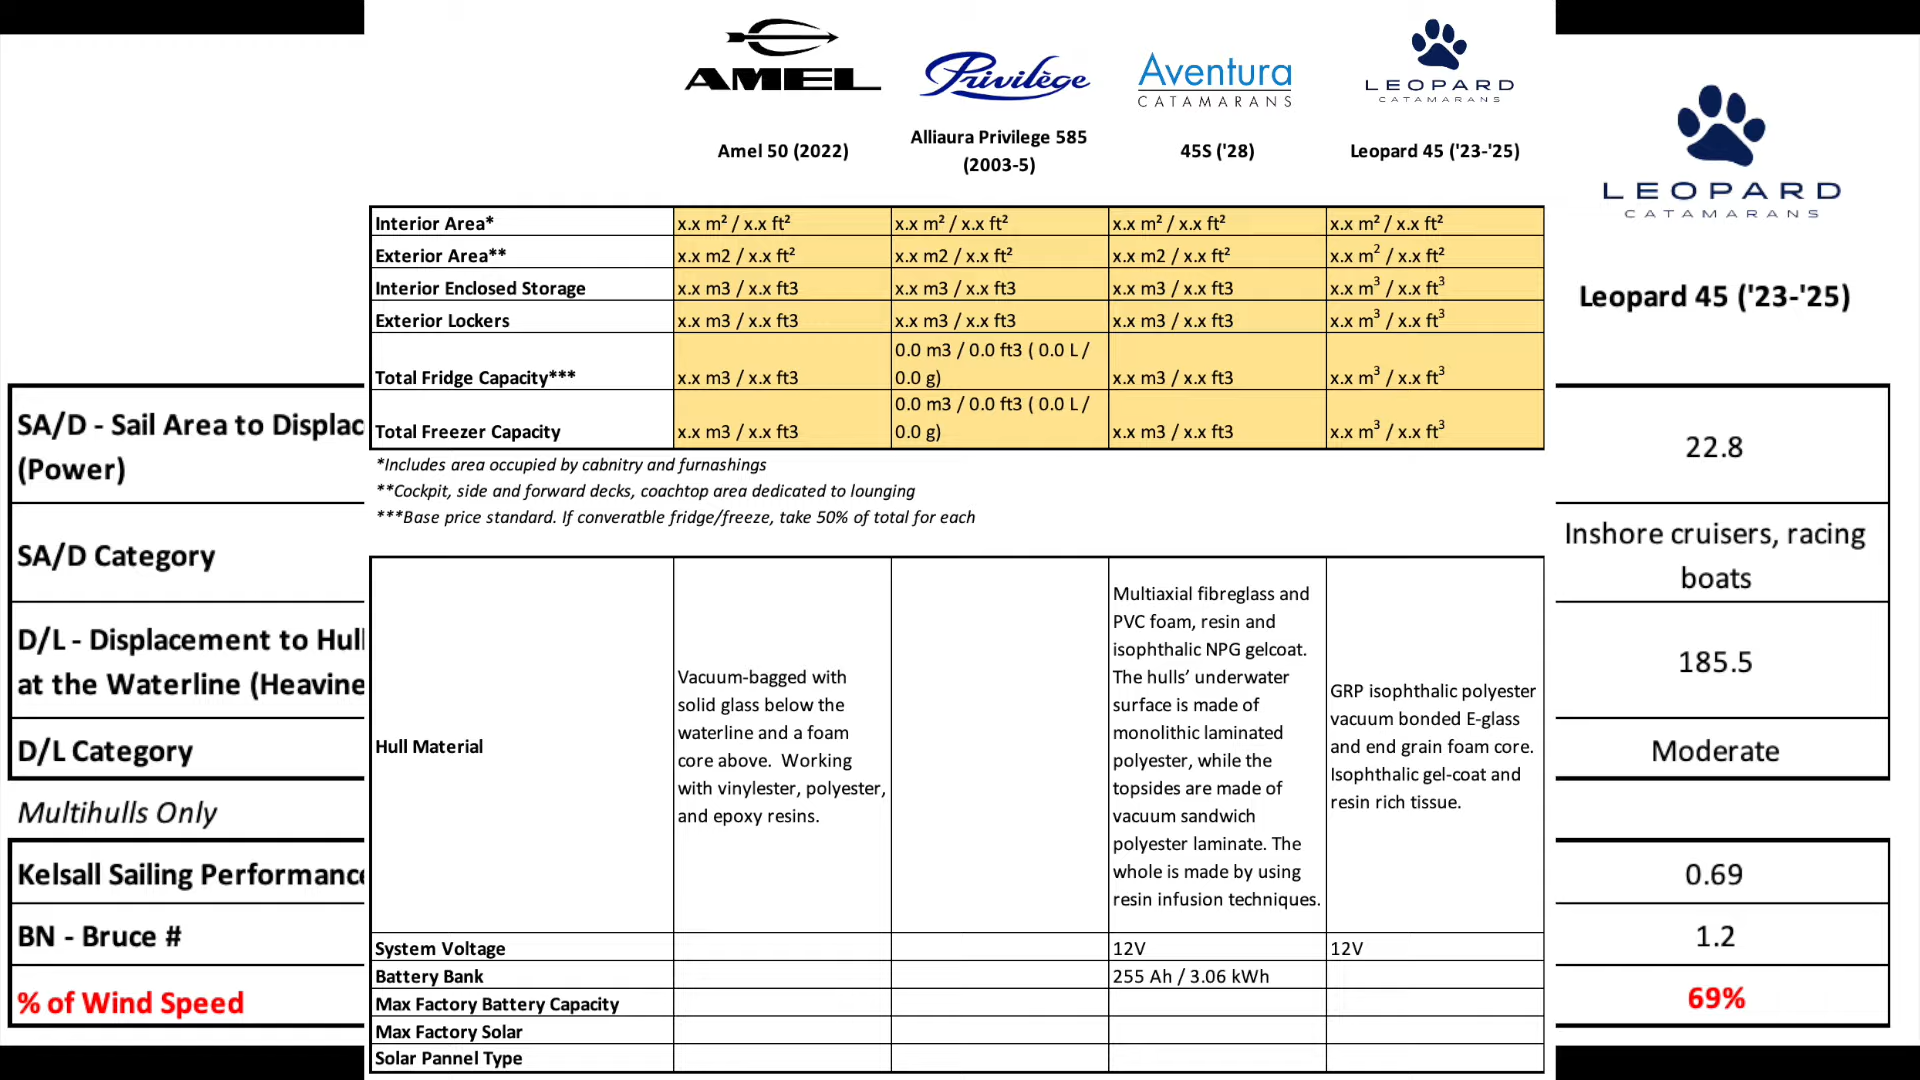 AMEL
Privilège
Aventura
CATAMARANS
LEOPARD
CATAMARANS
Amel 50 (2022)
Alliaura Privilege 585
(2003-5)
45S ('28)
Leopard 45 ('23-'25)
Interior Area* x.x m² / x.x ft² x.x m² / x.x ft² x.x m² / x.x ft² x.x m² / x.x ft²
Exterior Area** x.x m2 / x.x ft² x.x m2 / x.x ft² x.x m2 / x.x ft² x.x m² / x.x ft²
Interior Enclosed Storage x.x m3 / x.x ft3 x.x m3 / x.x ft3 x.x m3 / x.x ft3 x.x m³ / x.x ft³
Exterior Lockers x.x m3 / x.x ft3 x.x m3 / x.x ft3 x.x m3 / x.x ft3 x.x m³ / x.x ft³
Total Fridge Capacity*** x.x m3 / x.x ft3
0.0 m3 / 0.0 ft3 ( 0.0 L /
0.0 g)
x.x m3 / x.x ft3 x.x m³ / x.x ft³
Total Freezer Capacity x.x m3 / x.x ft3
0.0 m3 / 0.0 ft3 ( 0.0 L /
0.0 g)
x.x m3 / x.x ft3 x.x m³ / x.x ft³
*Includes area occupied by cabnitry and furnashings
**Cockpit, side and forward decks, coachtop area dedicated to lounging
***Base price standard. If converatble fridge/freeze, take 50% of total for each
Hull Material
Vacuum-bagged with
solid glass below the
waterline and a foam
core above. Working
with vinylester, polyester,
and epoxy resins.
Multiaxial fibreglass and
PVC foam, resin and
isophthalic NPG gelcoat.
The hulls’ underwater
surface is made of
monolithic laminated
polyester, while the
topsides are made of
vacuum sandwich
polyester laminate. The
whole is made by using
resin infusion techniques.
GRP isophthalic polyester
vacuum bonded E-glass
and end grain foam core.
Isophthalic gel-coat and
resin rich tissue.
System Voltage 12V 12V
Battery Bank 255 Ah / 3.06 kWh
Max Factory Battery Capacity
Max Factory Solar
Solar Pannel Type
SA/D - Sail Area to Displac
(Power)
SA/D Category
D/L - Displacement to Hull
at the Waterline (Heavine
D/L Category
Multihulls Only
Kelsall Sailing Performance
BN - Bruce #
% of Wind Speed
LEOPARD
CATAMARANS
Leopard 45 ('23-'25)
22.8
Inshore cruisers, racing
boats
185.5
Moderate
0.69
1.2
69%